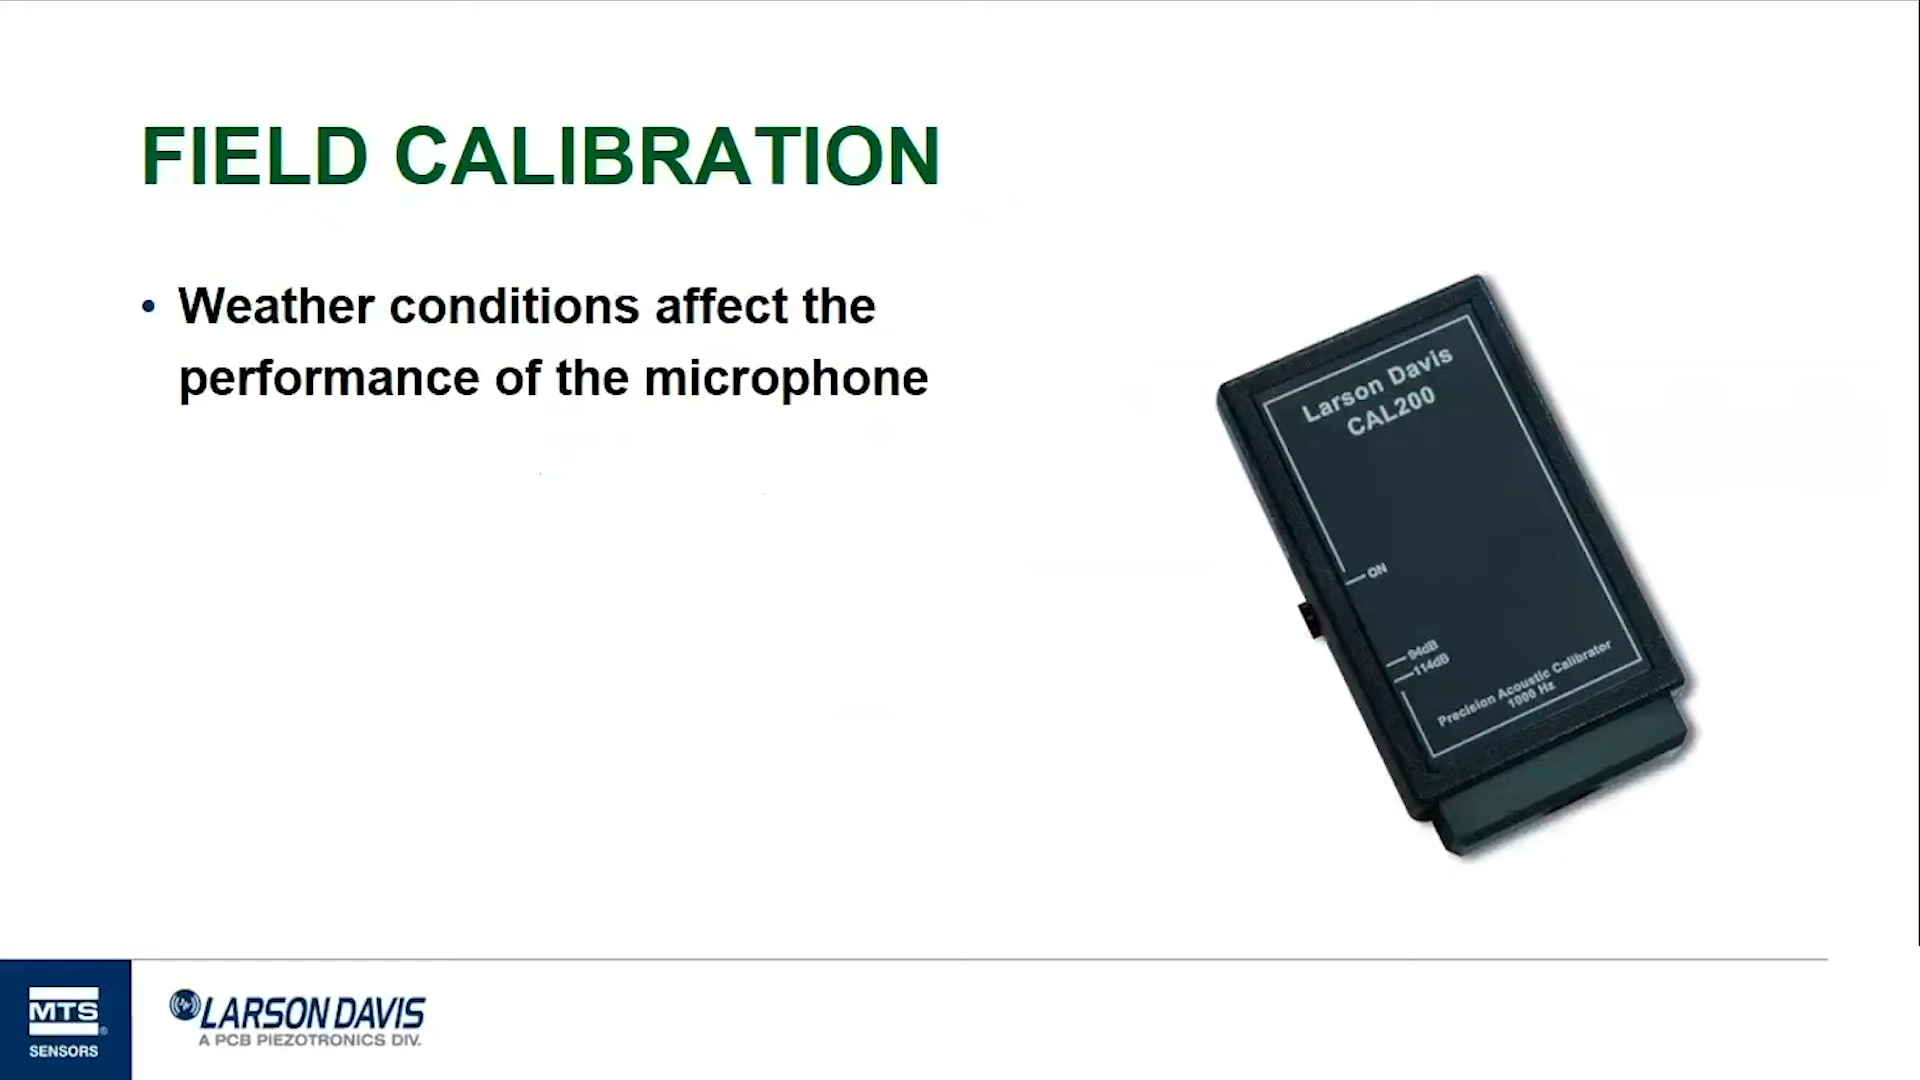 FIELD CALIBRATION
• Weather conditions affect the
performance of the microphone
Larson Davis
CAL200
ON
94dB
114dB
Precision Acoustic Calibrator
1000 Hz
MTS®
SENSORS
LARSON DAVIS
A PCB PIEZOTRONICS DIV.